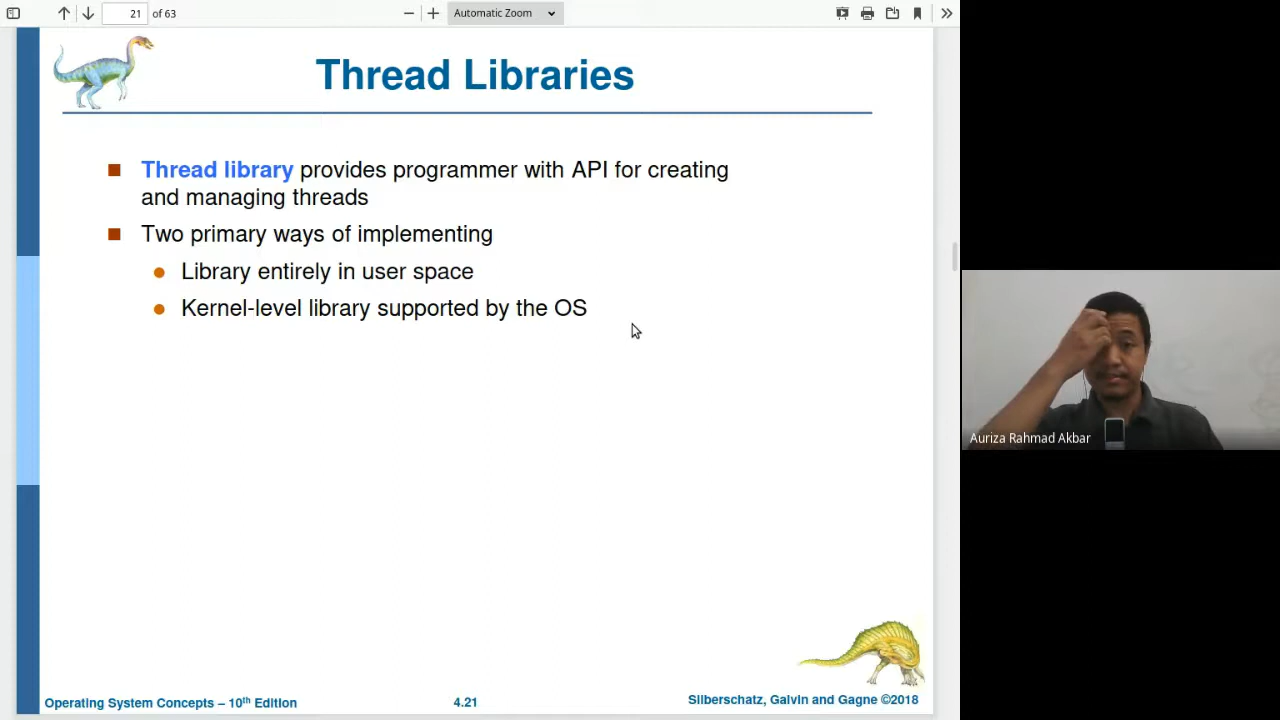 21 of 63
Automatic Zoom
Thread Libraries
Thread library provides programmer with API for creating
and managing threads
Two primary ways of implementing
Library entirely in user space
Kernel-level library supported by the OS
Auriza Rahmad Akbar
Operating System Concepts – 10th Edition
4.21
Silberschatz, Galvin and Gagne ©2018